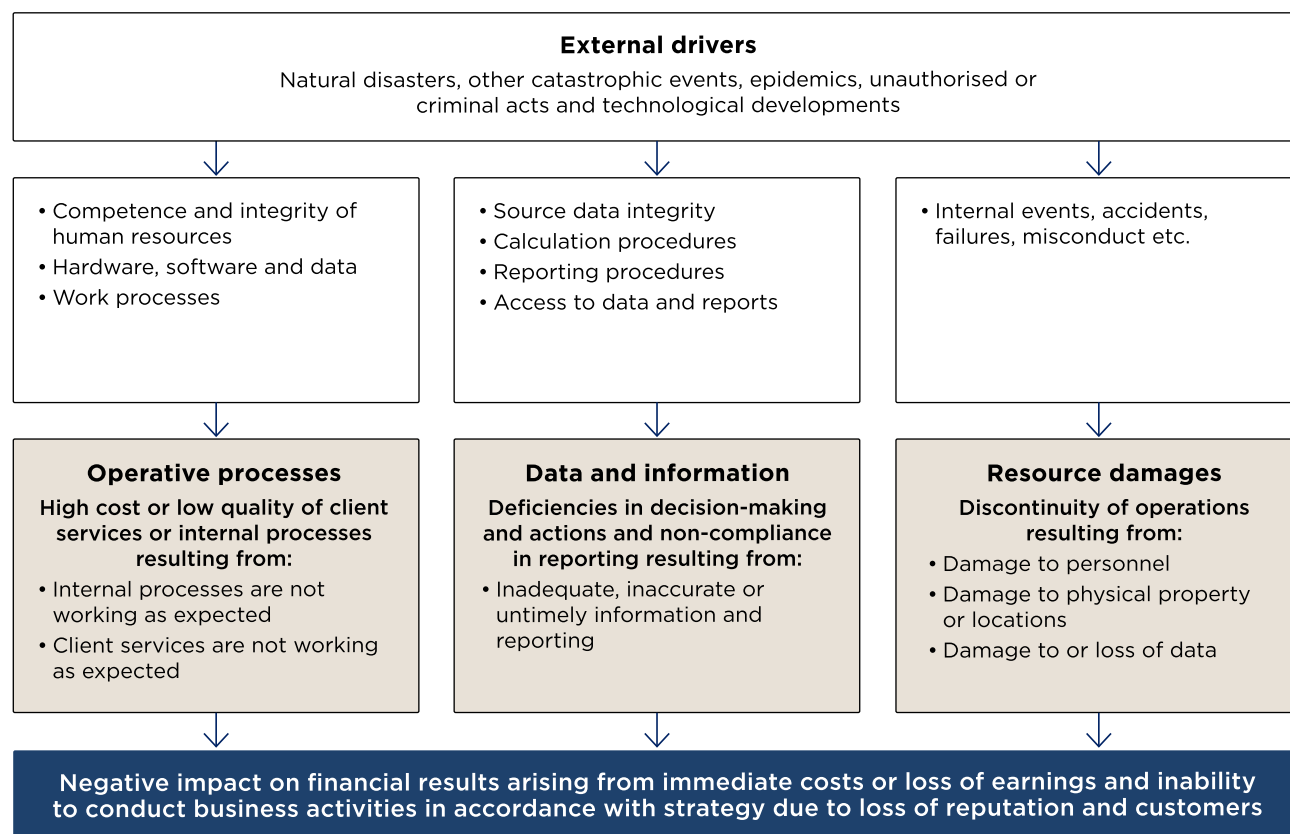 External drivers
Natural disasters, other catastrophic events, epidemics, unauthorised or
criminal acts and technological developments
• Competence and integrity of
human resources
• Hardware, software and data
• Work processes
• Source data integrity
• Calculation procedures
• Reporting procedures
• Access to data and reports
• Internal events, accidents,
failures, misconduct etc.
Operative processes
High cost or low quality of client
services or internal processes
resulting from:
• Internal processes are not
working as expected
• Client services are not working
as expected
Data and information
Deficiencies in decision-making
and actions and non-compliance
in reporting resulting from:
• Inadequate, inaccurate or
untimely information and
reporting
Resource damages
Discontinuity of operations
resulting from:
• Damage to personnel
• Damage to physical property
or locations
• Damage to or loss of data
Negative impact on financial results arising from immediate costs or loss of earnings and inability
to conduct business activities in accordance with strategy due to loss of reputation and customers